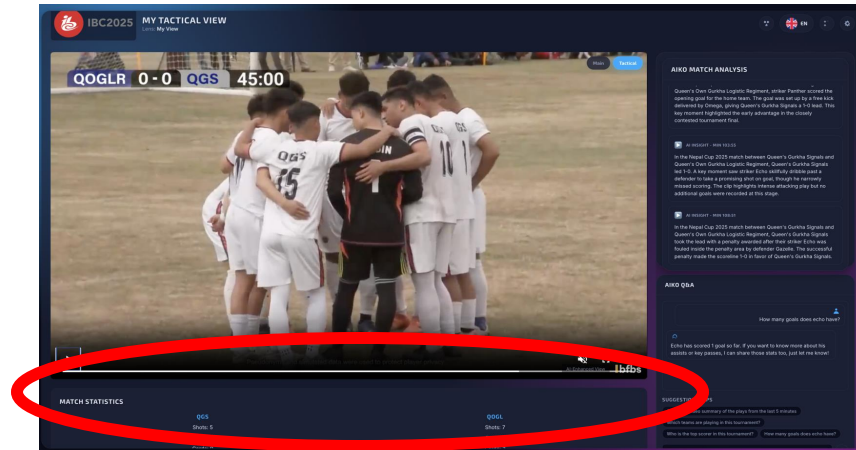 IBC2025
MY TACTICAL VIEW
Lens: My View
EN
QOGLR 0-0 QGS 45:00
Main
Tactical
QGS
15
1
10
11
AI Enhanced View
bfbs
MATCH STATISTICS
QGS
QOGL
Shots: 5
Shots: 7
AIKO MATCH ANALYSIS
Queen's Own Gurkha Logistic Regiment, striker Panther scored the
opening goal for the home team. The goal was set up by a free kick
delivered by Omega, giving Queen's Gurkha Signals a 1-0 lead. This
key moment highlighted the early advantage in the closely
contested tournament final.
In the Nepal Cup 2025 match between Queen's Gurkha Signals and
Queen's Own Gurkha Logistic Regiment, Queen's Gurkha Signals
led 1-0. A key moment saw striker Echo skillfully dribble past a
defender to take a promising shot on goal, though he narrowly
missed scoring. The clip highlights intense attacking play but no
additional goals were recorded at this stage.
In the Nepal Cup 2025 match between Queen's Gurkha Signals and
Queen's Own Gurkha Logistic Regiment, Queen's Gurkha Signals
took the lead with a penalty awarded after their striker Echo was
fouled inside the penalty area by defender Gazelle. The successful
penalty made the scoreline 1-0 in favor of Queen's Gurkha Signals.
AIKO Q&A
How many goals does echo have?
Echo has scored 1 goal so far. If you want to know more about his
assists or key passes, I can share those stats too, just let me know!
summary of the plays from the last 5 minutes
teams are playing in this tournament?
Who is the top scorer in this tournament?
How many goals does echo have?